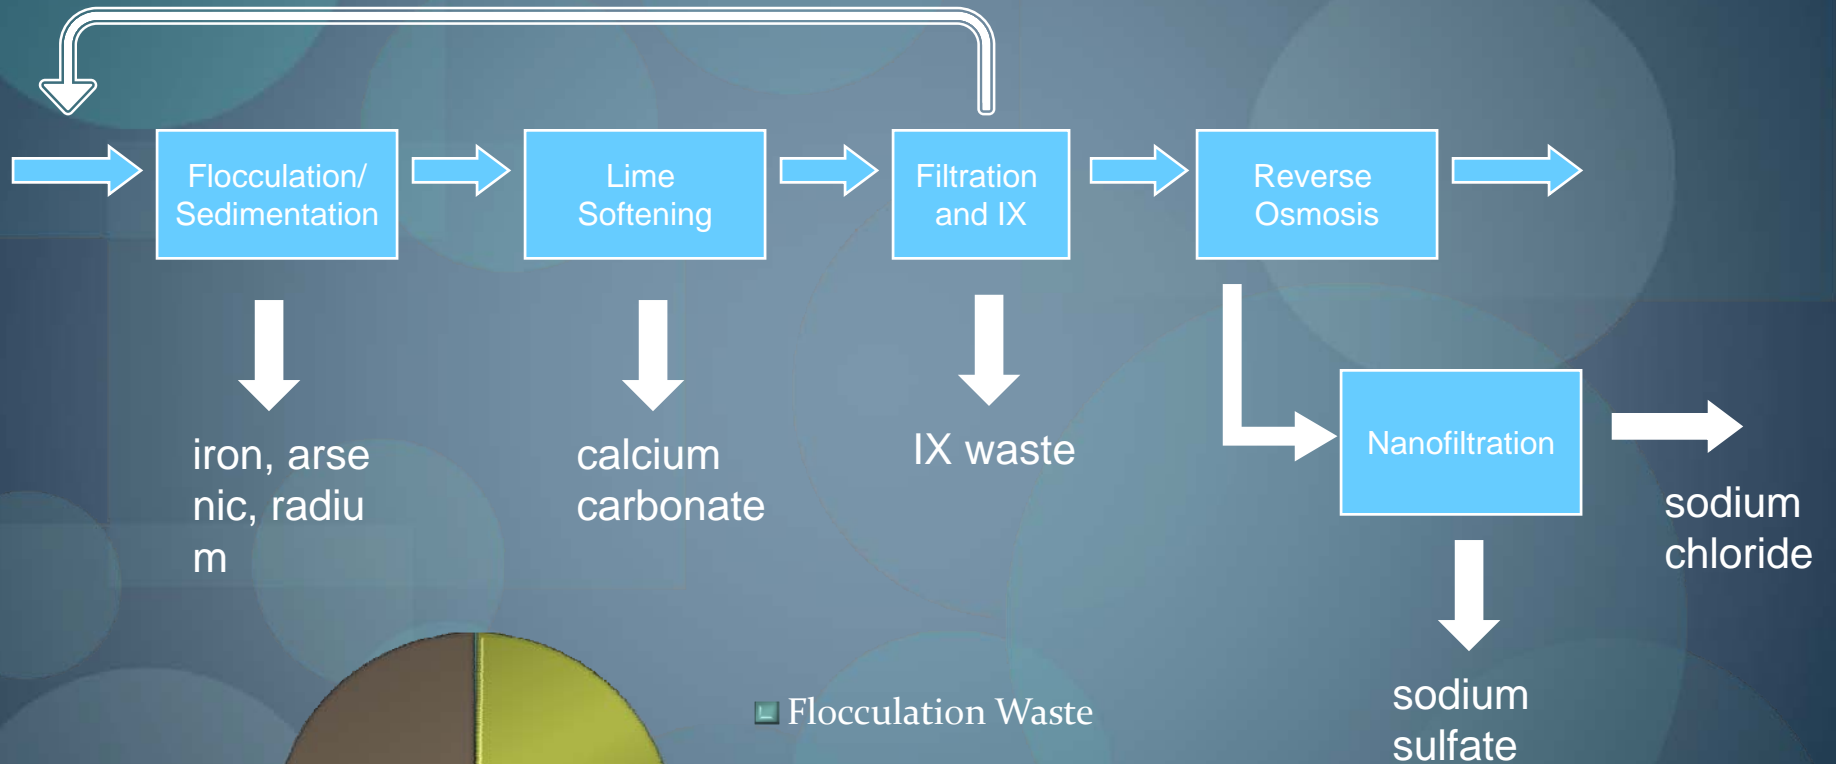 Flocculation/
Sedimentation
Lime
Softening
Filtration
and IX
Reverse
Osmosis
iron, arse
nic, radiu
m
calcium
carbonate
IX waste
Nanofiltration
sodium
chloride
sodium
sulfate
Flocculation Waste